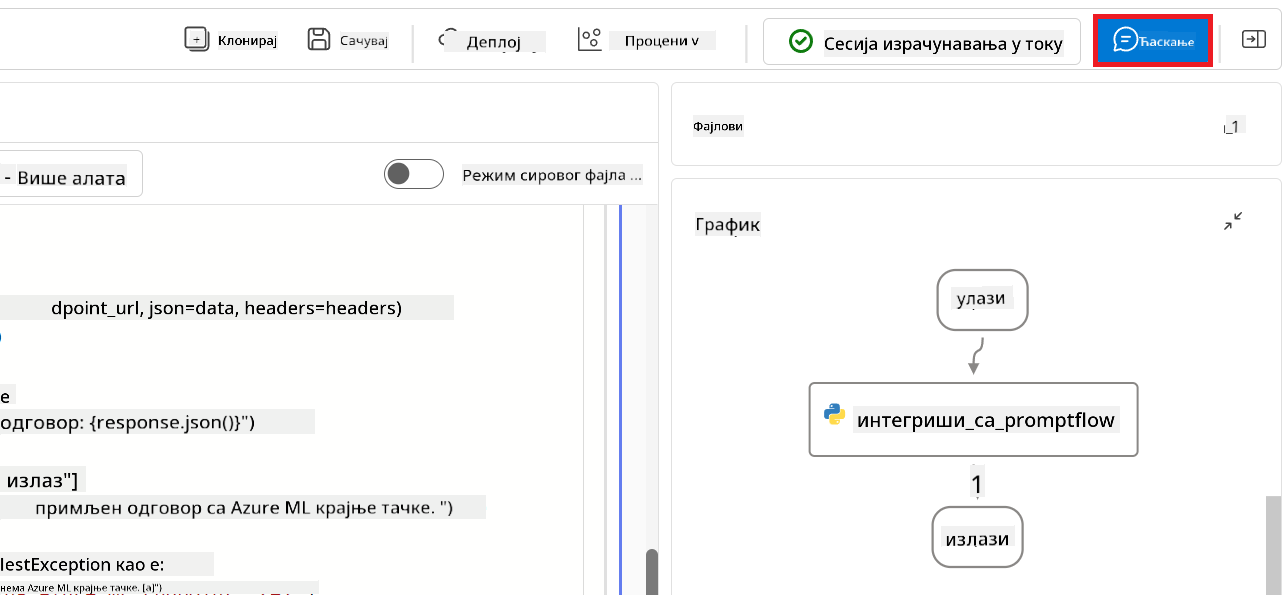 Клонирај
Сачувај
Деплој
Процени v
Сесија израчунавања у току
Ћаскање
- Више алата
Режим сировог фајла ...
dpoint_url, json=data, headers=headers)
е
одговор: {response.json()}")
излаз"]
примљен одговор са Azure ML крајње тачке. ")
lestException као e:
нема Azure ML крајње тачке. [a]")
Фајлови
1
График
улази
интегриши_са_promptflow
1
излази